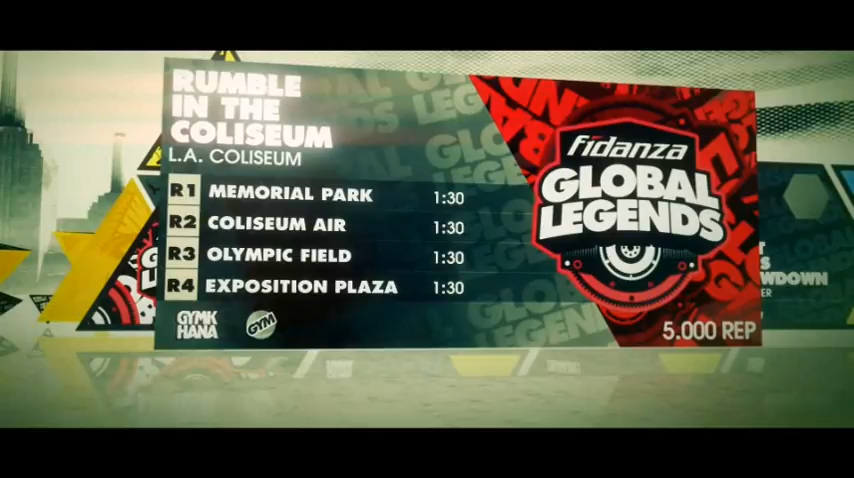 RUMBLE
IN THE
COLISEUM
L.A. COLISEUM
R1 MEMORIAL PARK 1:30
R2 COLISEUM AIR 1:30
R3 OLYMPIC FIELD 1:30
R4 EXPOSITION PLAZA 1:30
GYMK
HANA
GYM
fidanza
GLOBAL
LEGENDS
5.000 REP